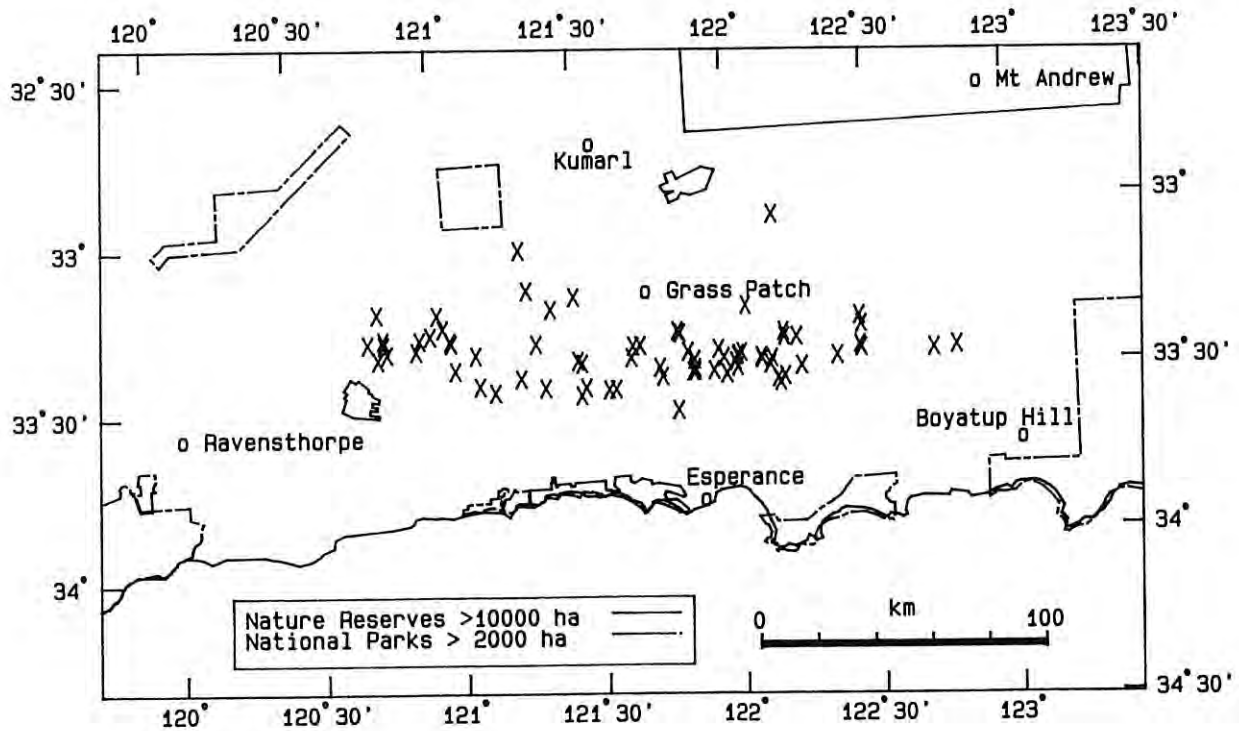 120° 120°30' 121° 121°30' 122° 122°30' 123° 123°30'
32°30'
Mt Andrew
Kumarl
33°
33°
Grass Patch
33°30'
Boyatup Hill
33°30'
Ravensthorpe
Esperance
34°
34°
Nature Reserves >10000 ha
National Parks > 2000 ha
km
0 100
34°30'
120° 120°30' 121° 121°30' 122° 122°30' 123°